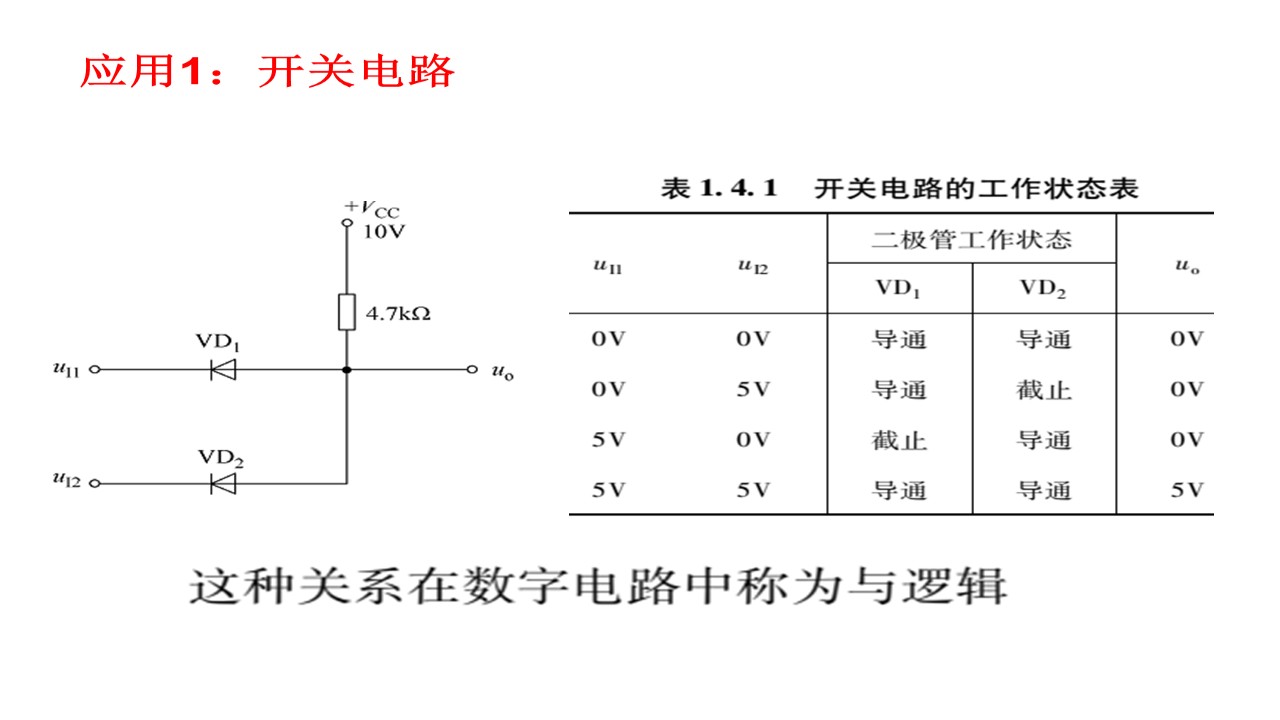 应用1：开关电路
表1.4.1 开关电路的工作状态表
+VCC
10V
4.7kΩ
VD1
uI1
uo
VD2
uI2
uI1 uI2 二极管工作状态 uo
VD1 VD2
0V 0V 导通 导通 0V
0V 5V 导通 截止 0V
5V 0V 截止 导通 0V
5V 5V 导通 导通 5V
这种关系在数字电路中称为与逻辑